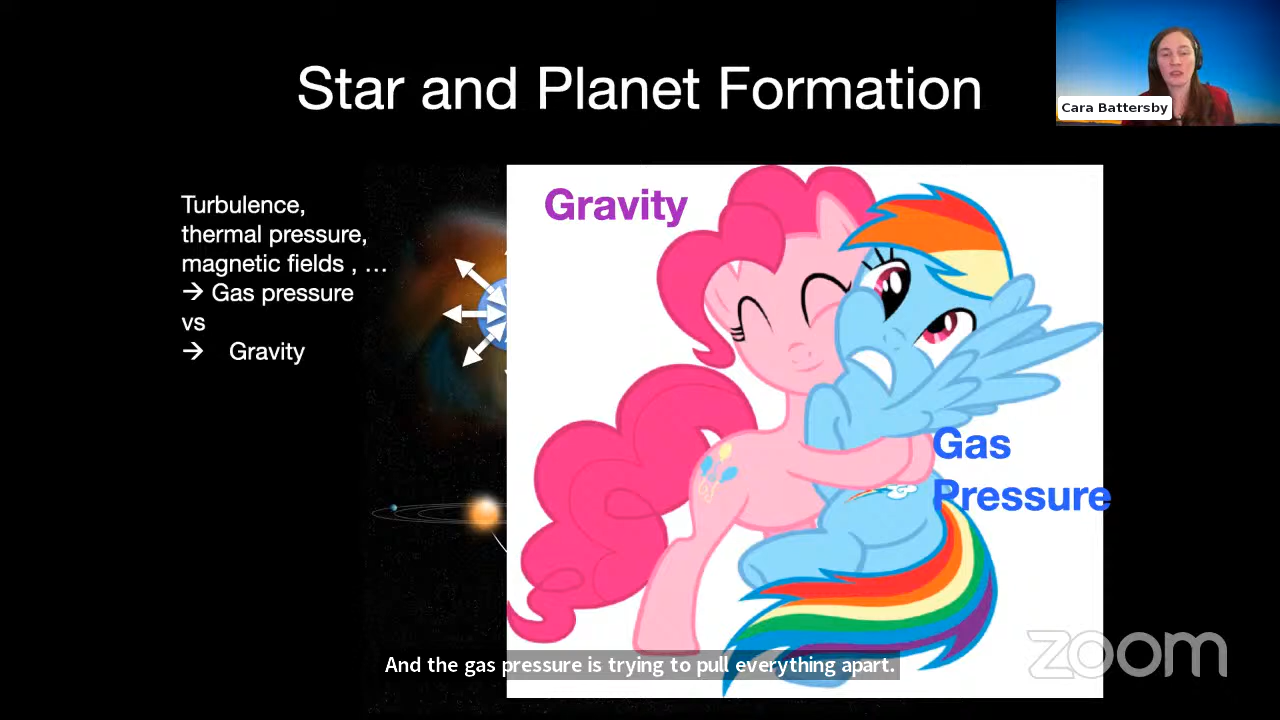 Star and Planet Formation
Cara Battersby
Turbulence,
thermal pressure,
magnetic fields , …
→ Gas pressure
vs
→ Gravity
Gravity
Gas
Pressure
And the gas pressure is trying to pull everything apart.
zoom